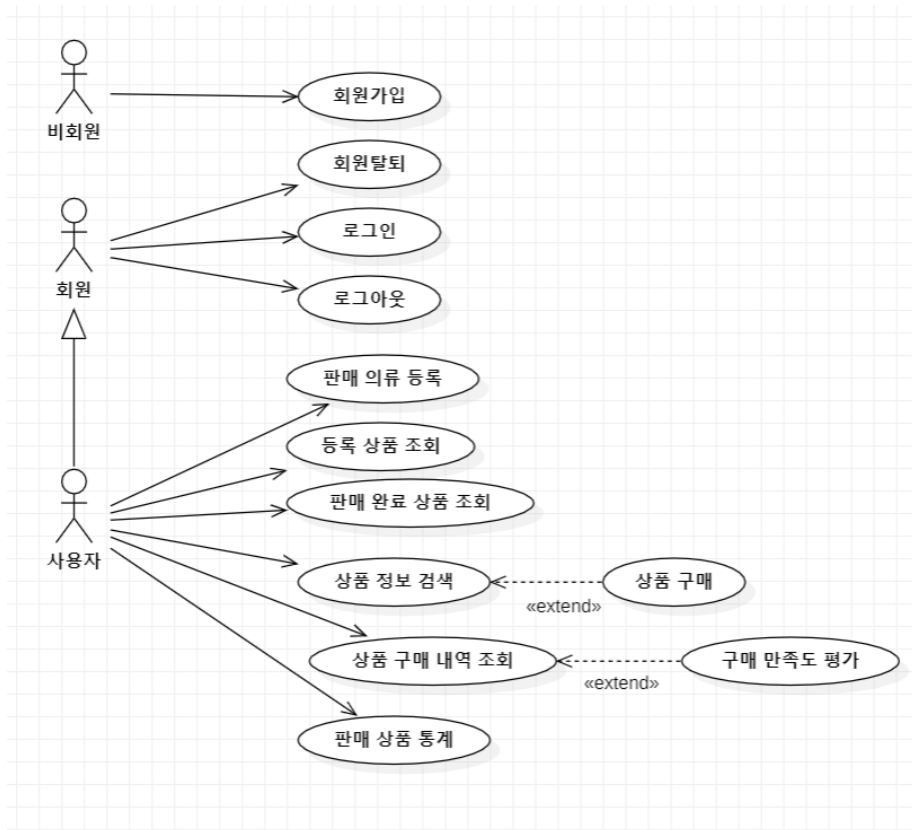 비회원
회원가입
회원탈퇴
회원
로그인
로그아웃
판매 의류 등록
등록 상품 조회
판매 완료 상품 조회
사용자
상품 정보 검색
상품 구매
«extend»
상품 구매 내역 조회
구매 만족도 평가
«extend»
판매 상품 통계